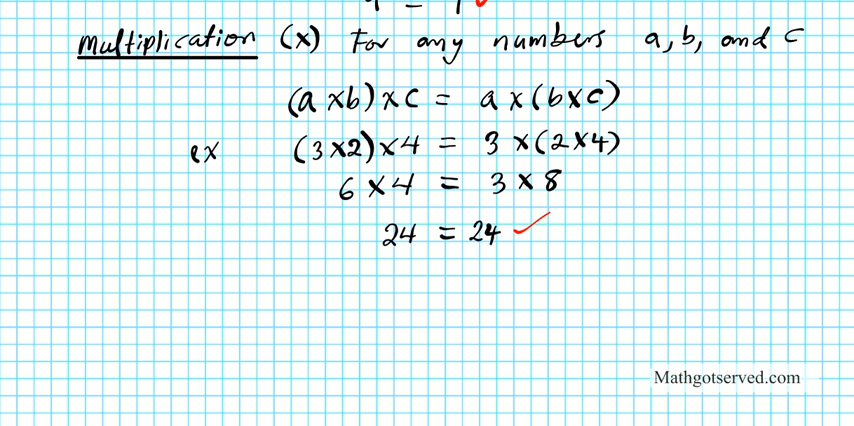 Multiplication (x) For any numbers a, b, and c
(a x b) x c = a x (b x c)
ex (3 x 2) x 4 = 3 x (2 x 4)
6 x 4 = 3 x 8
24 = 24 ✓
Mathgotserved.com